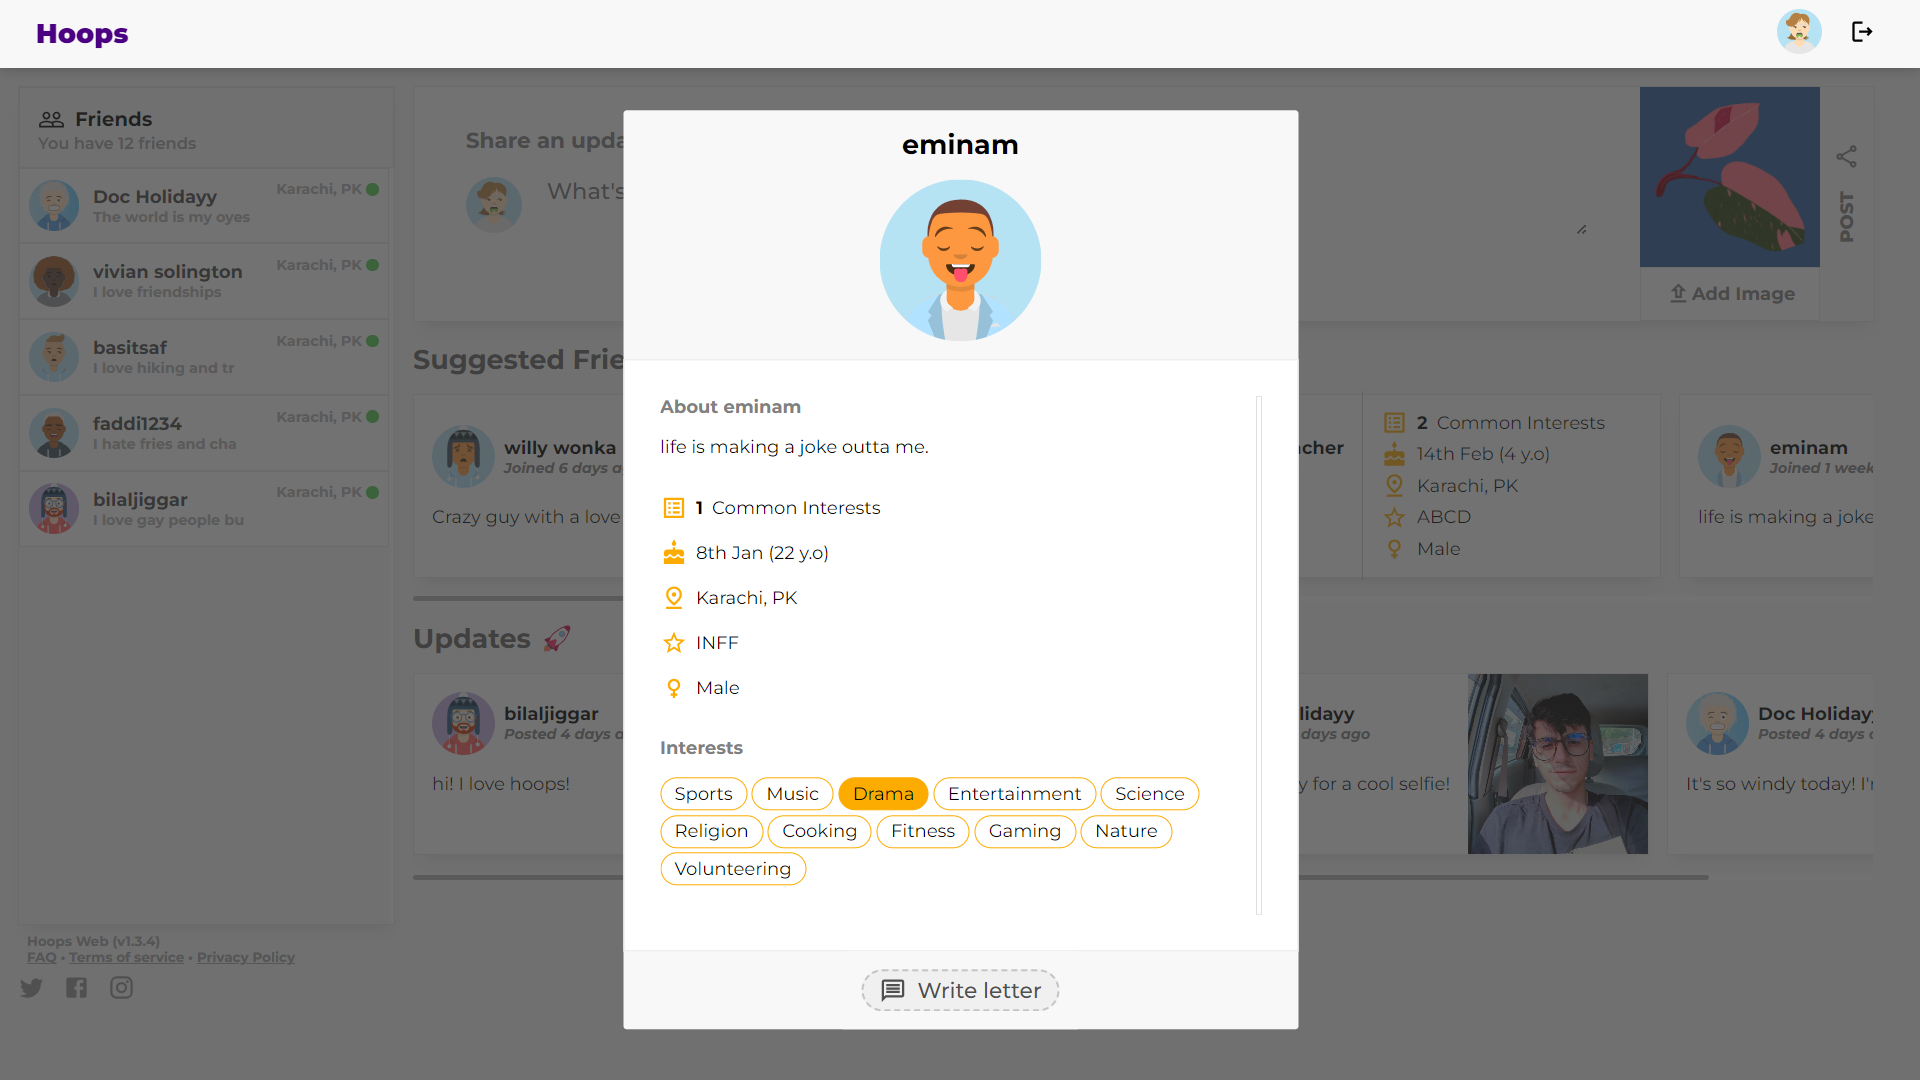 Hoops
Friends
You have 12 friends
Doc Holidayy
Karachi, PK
The world is my oyes
vivian solington
Karachi, PK
I love friendships
basitsaf
Karachi, PK
I love hiking and tr
faddi1234
Karachi, PK
I hate fries and cha
bilaljiggar
Karachi, PK
I love gay people bu
Hoops Web (v1.3.4)
FAQ • Terms of service • Privacy Policy
Share an upda
What's
POST
Add Image
Suggested Frie
willy wonka
Joined 6 days a
Crazy guy with a love
cher
2 Common Interests
14th Feb (4 y.o)
Karachi, PK
ABCD
Male
eminam
Joined 1 week
life is making a joke
Updates
bilaljiggar
Posted 4 days a
hi! I love hoops!
lidayy
days ago
y for a cool selfie!
Doc Holiday
Posted 4 days
It's so windy today! I'
eminam
About eminam
life is making a joke outta me.
1 Common Interests
8th Jan (22 y.o)
Karachi, PK
INFF
Male
Interests
Sports Music Drama Entertainment Science
Religion Cooking Fitness Gaming Nature
Volunteering
Write letter